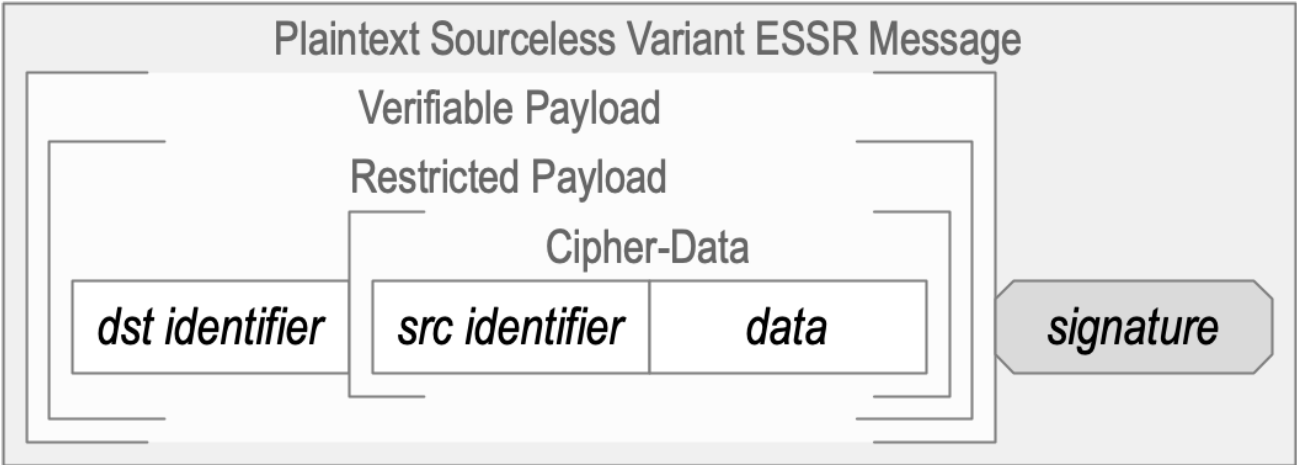 Plaintext Sourceless Variant ESSR Message
Verifiable Payload
Restricted Payload
Cipher-Data
dst identifier src identifier data signature